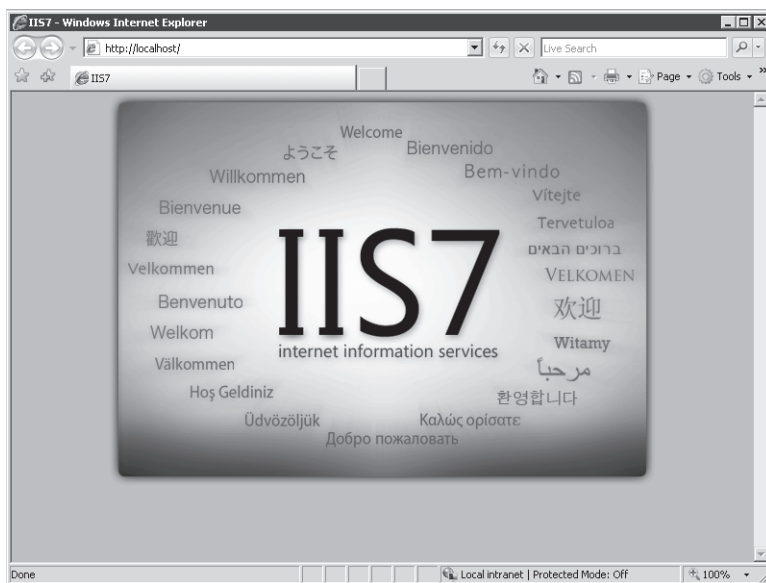 IIS7 - Windows Internet Explorer
http://localhost/
Live Search
IIS7
Page
Tools
Welcome
ようこそ
Bienvenido
Willkommen
Bem-vindo
Bienvenue
Vítejte
歡迎
Tervetuloa
ברוכים הבאים
Velkommen
VELKOMEN
Benvenuto
欢迎
Welkom
Witamy
Välkommen
مرحباً
Hoş Geldiniz
환영합니다
Üdvözöljük
Καλώς ορίσατε
Добро пожаловать
IIS7
internet information services
Done
Local intranet | Protected Mode: Off
100%